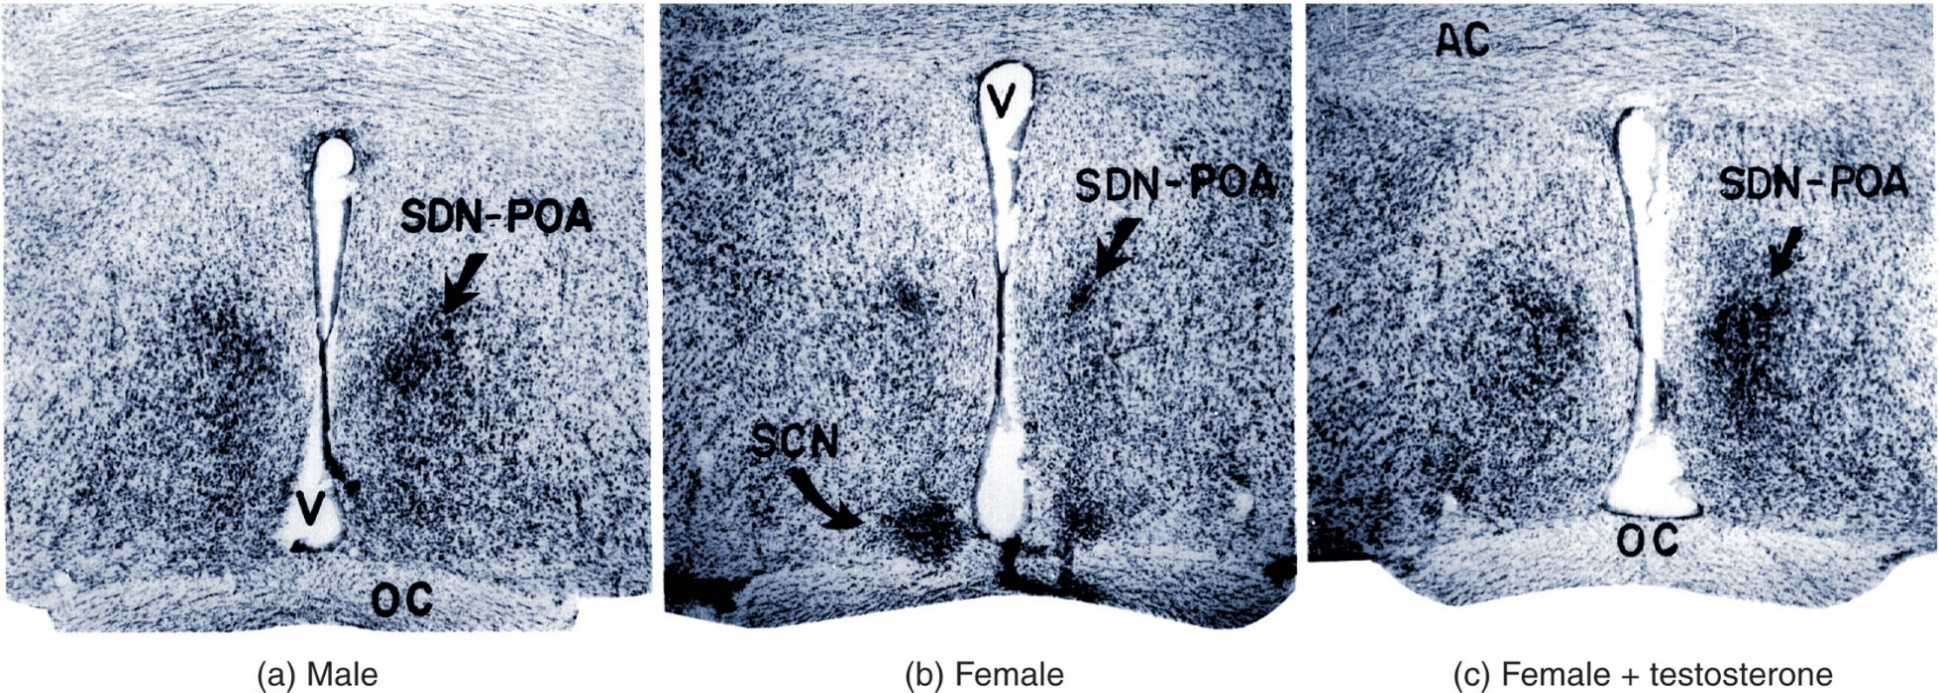 SDN-POA
V
OC
(a) Male
V
SDN-POA
SCN
(b) Female
AC
SDN-POA
OC
(c) Female + testosterone